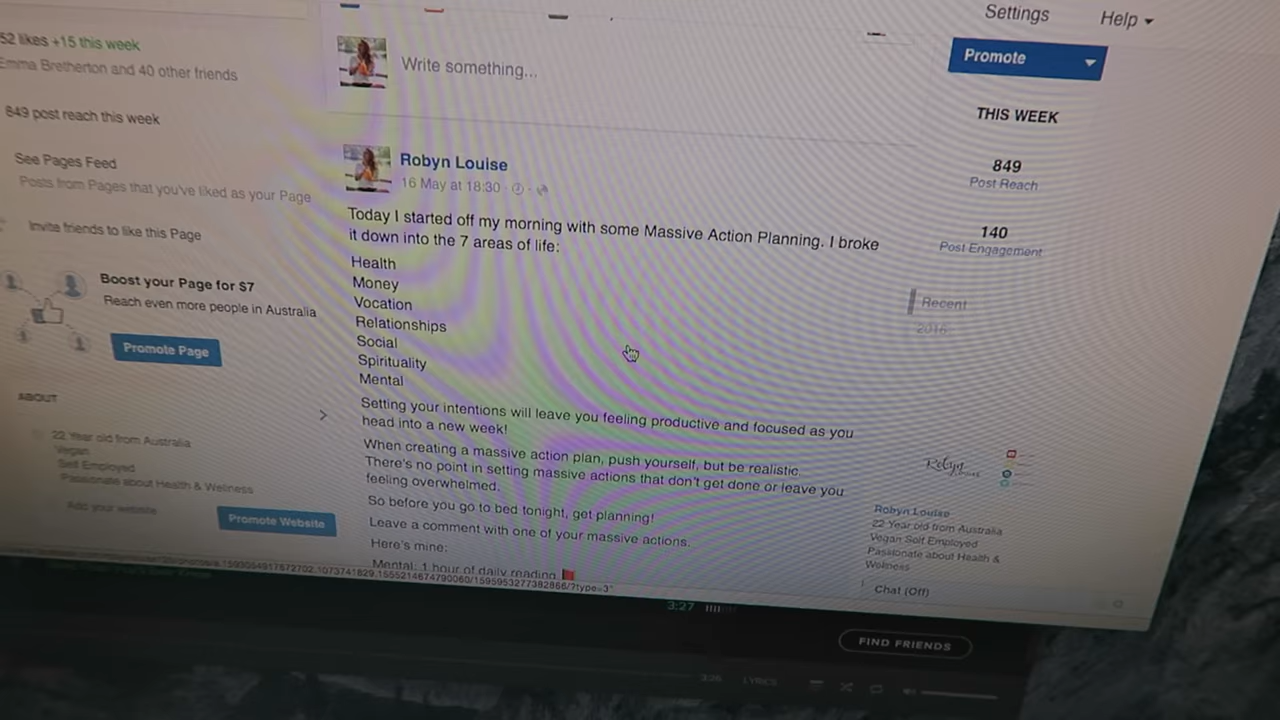 Settings
Help
52 likes +15 this week
Emma Bretherton and 40 other friends
849 post reach this week
See Pages Feed
Posts from Pages that you've liked as your Page
Invite friends to like this Page
Boost your Page for $7
Reach even more people in Australia
Promote Page
ABOUT
22 Year old from Australia
Vegan
Self Employed
Passionate about Health & Wellness
Add your website
Promote Website
Write something...
Robyn Louise
16 May at 18:30
Today I started off my morning with some Massive Action Planning. I broke
it down into the 7 areas of life:
Health
Money
Vocation
Relationships
Social
Spirituality
Mental
Setting your intentions will leave you feeling productive and focused as you
head into a new week!
When creating a massive action plan, push yourself, but be realistic.
There's no point in setting massive actions that don't get done or leave you
feeling overwhelmed.
So before you go to bed tonight, get planning!
Leave a comment with one of your massive actions.
Here's mine:
Mental: 1 hour of daily reading
Promote
THIS WEEK
849
Post Reach
140
Post Engagement
Recent
2016
Robyn
Robyn Louise
22 Year old from Australia
Vegan Self Employed
Passionate about Health &
Wellness
Chat (Off)
3:27
FIND FRIENDS
3:26
LYRICS